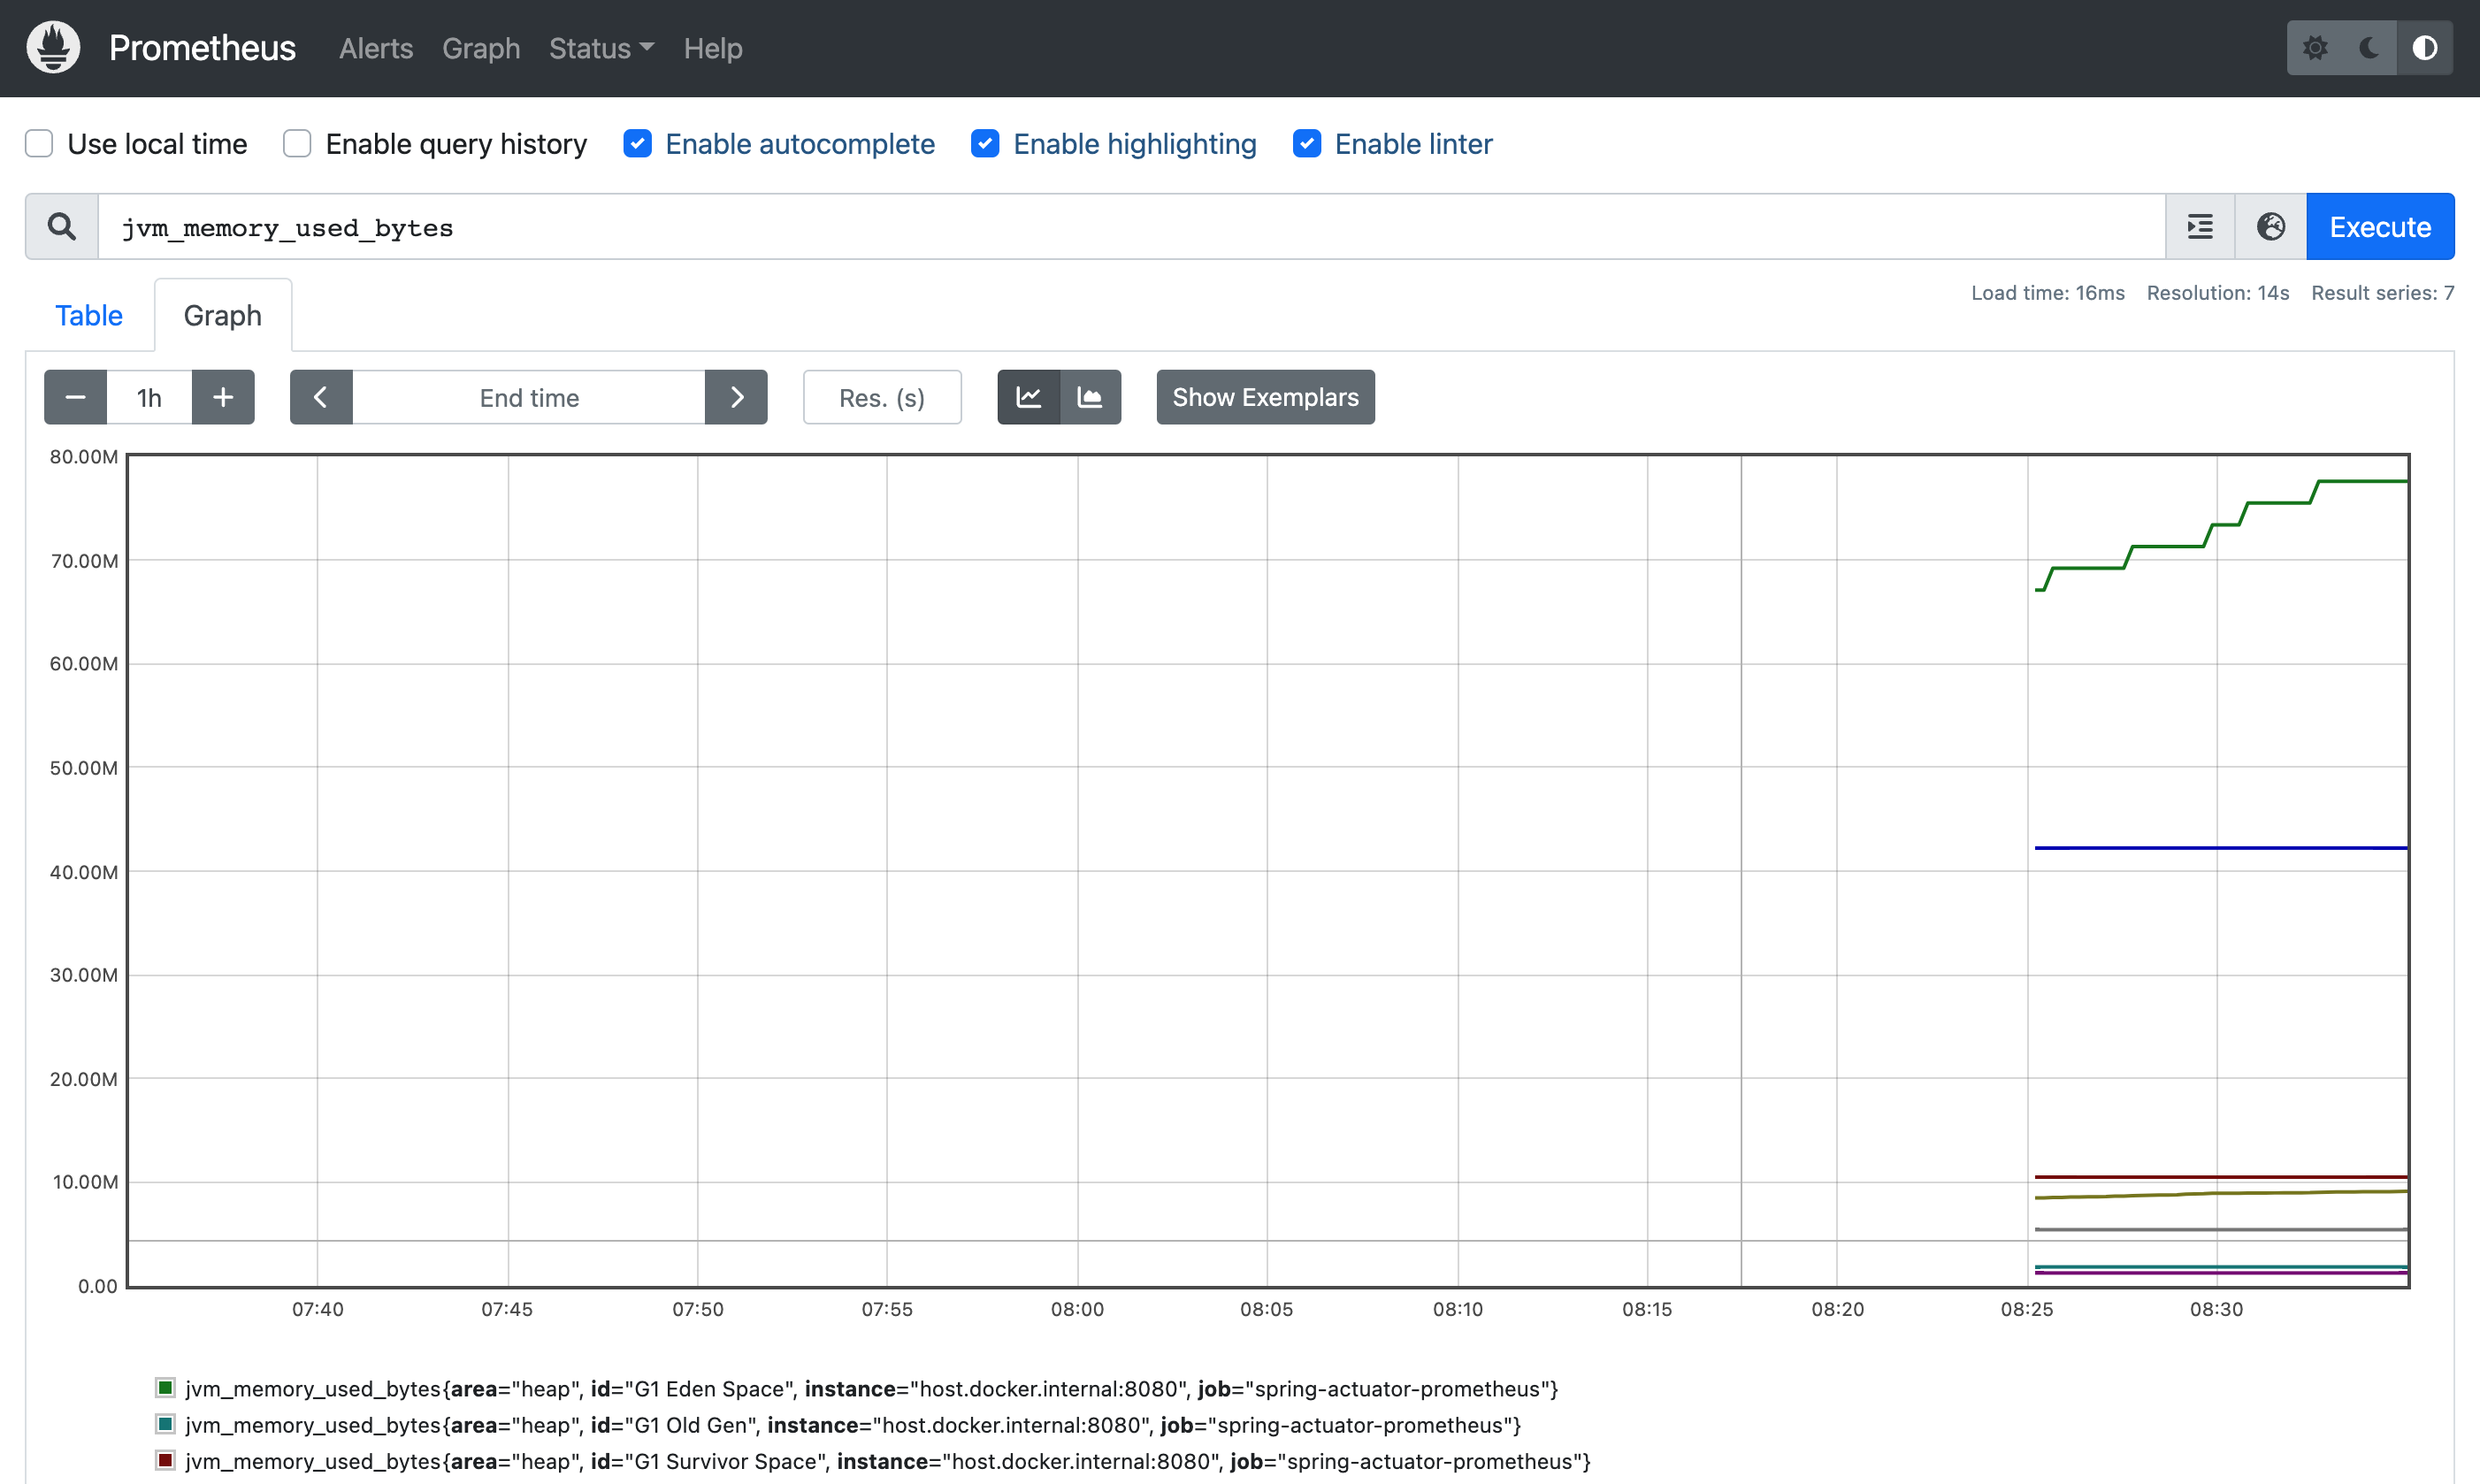 Prometheus Alerts Graph Status Help
Use local time Enable query history Enable autocomplete Enable highlighting Enable linter
jvm_memory_used_bytes Execute
Table Graph Load time: 16ms Resolution: 14s Result series: 7
1h End time Res. (s) Show Exemplars
80.00M
70.00M
60.00M
50.00M
40.00M
30.00M
20.00M
10.00M
0.00
07:40 07:45 07:50 07:55 08:00 08:05 08:10 08:15 08:20 08:25 08:30
jvm_memory_used_bytes{area="heap", id="G1 Eden Space", instance="host.docker.internal:8080", job="spring-actuator-prometheus"}
jvm_memory_used_bytes{area="heap", id="G1 Old Gen", instance="host.docker.internal:8080", job="spring-actuator-prometheus"}
jvm_memory_used_bytes{area="heap", id="G1 Survivor Space", instance="host.docker.internal:8080", job="spring-actuator-prometheus"}